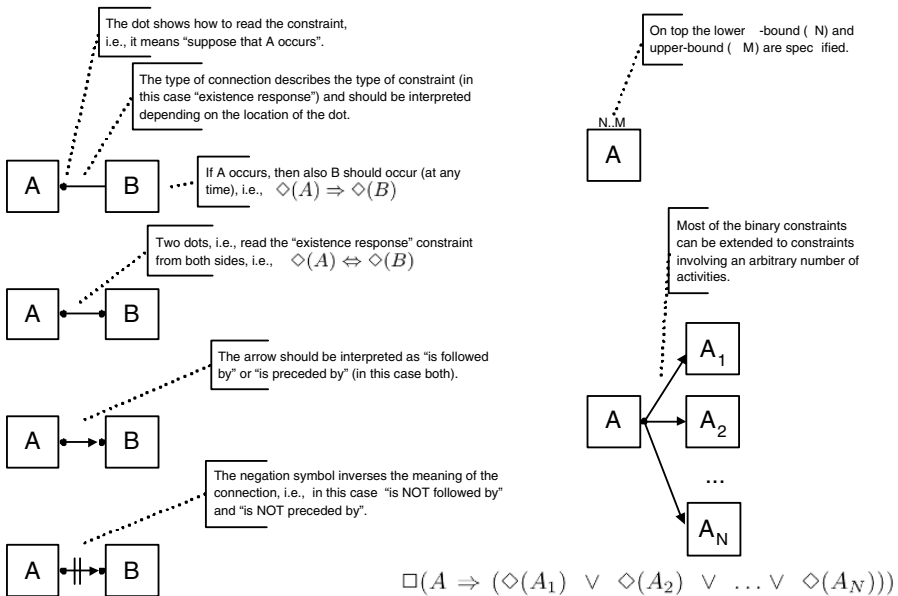 The dot shows how to read the constraint,
i.e., it means “suppose that A occurs”.
The type of connection describes the type of constraint (in
this case “existence response”) and should be interpreted
depending on the location of the dot.
A B
If A occurs, then also B should occur (at any
time), i.e., ◇(A) ⇒ ◇(B)
Two dots, i.e., read the “existence response” constraint
from both sides, i.e., ◇(A) ⇔ ◇(B)
A B
The arrow should be interpreted as “is followed
by” or “is preceded by” (in this case both).
A B
The negation symbol inverses the meaning of the
connection, i.e., in this case “is NOT followed by”
and “is NOT preceded by”.
A B
On top the lower -bound ( N) and
upper-bound ( M) are spec ified.
N..M
A
Most of the binary constraints
can be extended to constraints
involving an arbitrary number of
activities.
A₁
A A₂
...
A_N
□(A ⇒ (◇(A₁) ∨ ◇(A₂) ∨ ... ∨ ◇(A_N)))